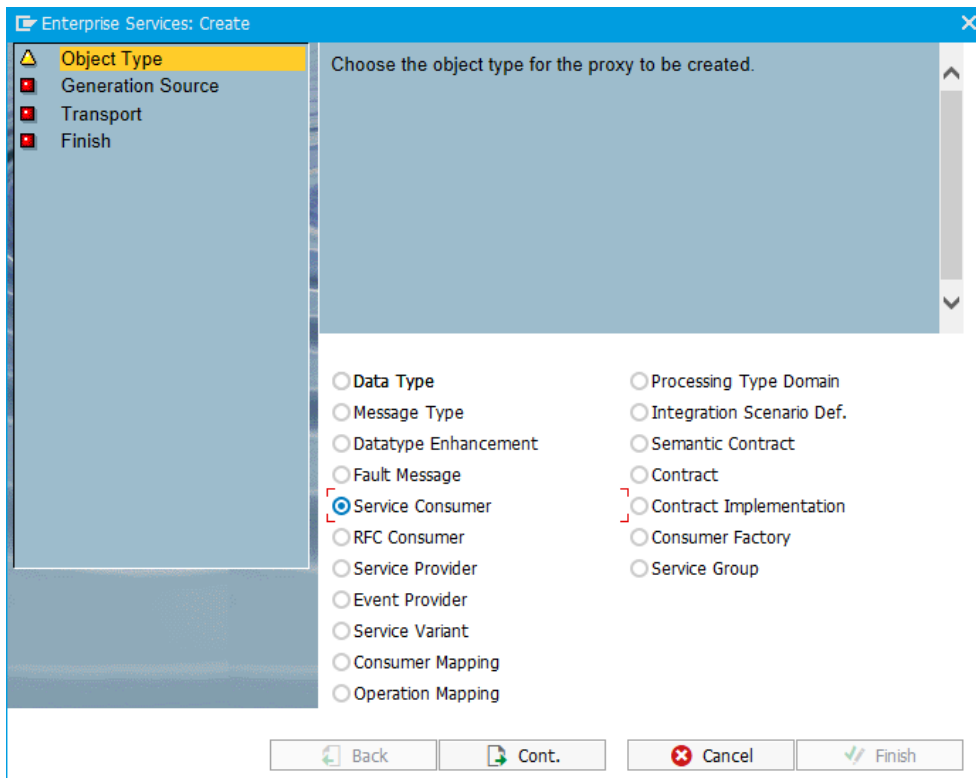 Enterprise Services: Create
Object Type
Generation Source
Transport
Finish
Choose the object type for the proxy to be created.
Data Type
Message Type
Datatype Enhancement
Fault Message
Service Consumer
RFC Consumer
Service Provider
Event Provider
Service Variant
Consumer Mapping
Operation Mapping
Processing Type Domain
Integration Scenario Def.
Semantic Contract
Contract
Contract Implementation
Consumer Factory
Service Group
Back
Cont.
Cancel
Finish